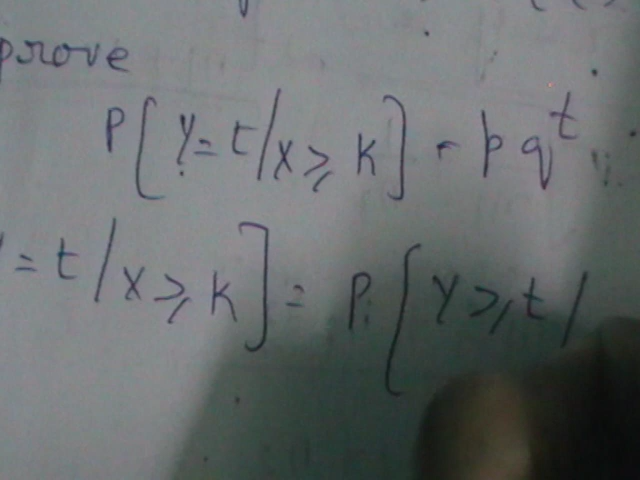 prove
P[Y=t/X≥k] = pq^t
=t/X≥k] = P[Y≥t/